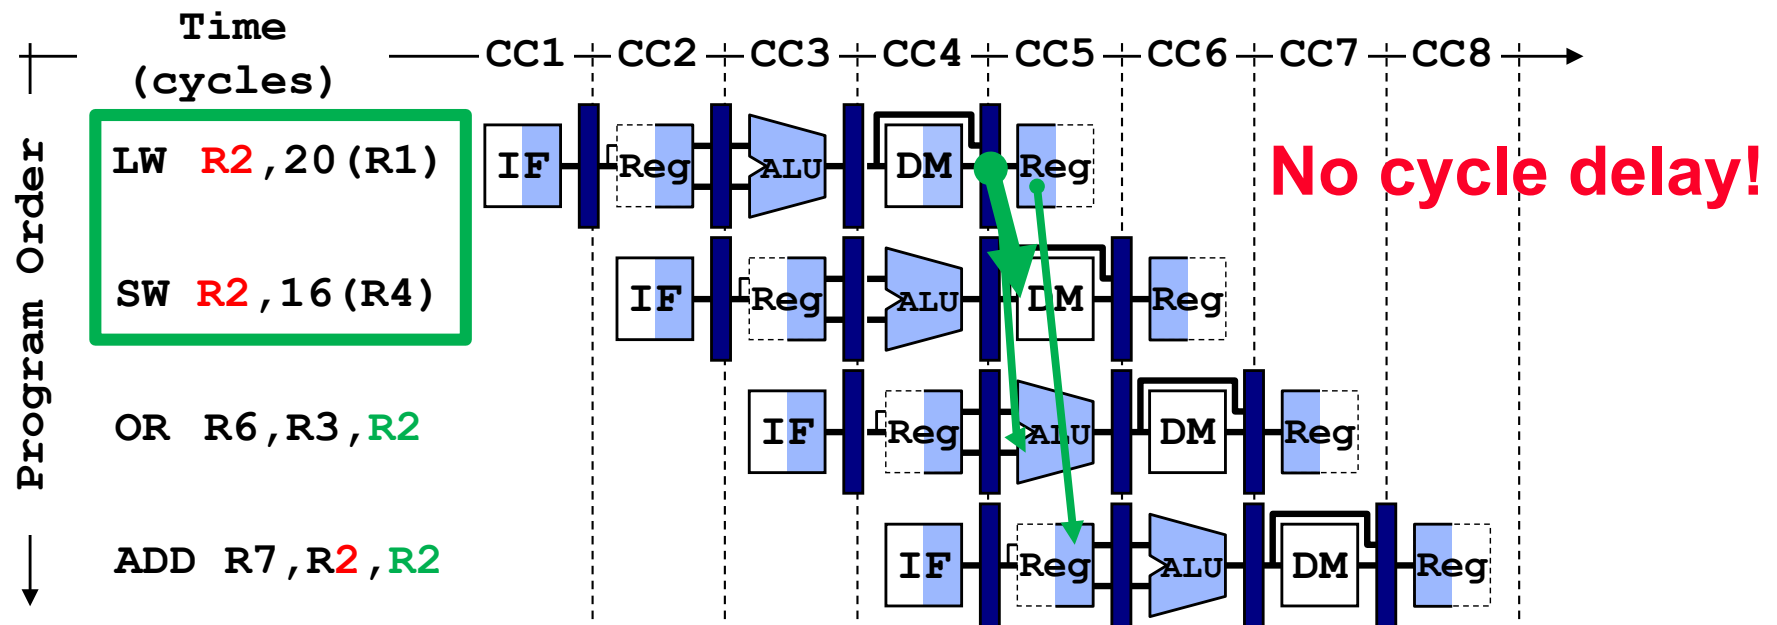 Time
(cycles)
CC1 CC2 CC3 CC4 CC5 CC6 CC7 CC8
Program Order
LW R2,20(R1)
IF Reg ALU DM Reg
No cycle delay!
SW R2,16(R4)
IF Reg ALU DM Reg
OR R6,R3,R2
IF Reg ALU DM Reg
ADD R7,R2,R2
IF Reg ALU DM Reg